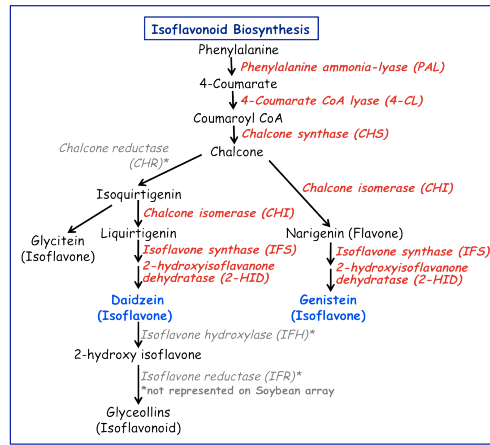 Isoflavonoid Biosynthesis
Phenylalanine
Phenylalanine ammonia-lyase (PAL)
4-Coumarate
4-Coumarate CoA lyase (4-CL)
Coumaroyl CoA
Chalcone synthase (CHS)
Chalcone reductase
(CHR)*
Chalcone
Isoquirtigenin
Chalcone isomerase (CHI)
Chalcone isomerase (CHI)
Glycitein
(Isoflavone)
Liquirtigenin
Narigenin (Flavone)
Isoflavone synthase (IFS)
2-hydroxyisoflavanone
dehydratase (2-HID)
Isoflavone synthase (IFS)
2-hydroxyisoflavanone
dehydratase (2-HID)
Daidzein
(Isoflavone)
Genistein
(Isoflavone)
Isoflavone hydroxylase (IFH)*
2-hydroxy isoflavone
Isoflavone reductase (IFR)*
*not represented on Soybean array
Glyceollins
(Isoflavonoid)